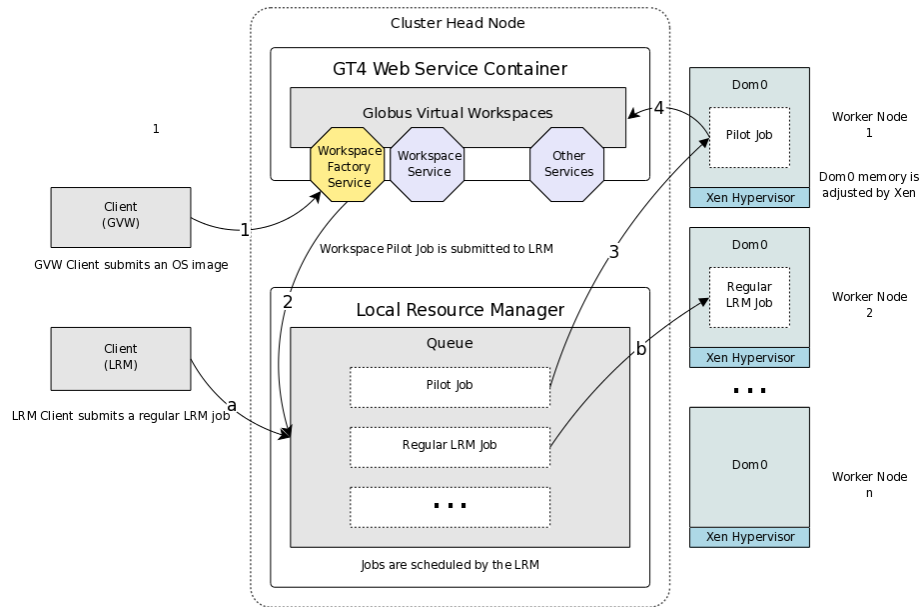 Cluster Head Node
GT4 Web Service Container
Globus Virtual Workspaces
Workspace
Factory
Service
Workspace
Service
Other
Services
1
Client
(GVW)
1
GVW Client submits an OS image
Workspace Pilot Job is submitted to LRM
2
3
4
Client
(LRM)
a
LRM Client submits a regular LRM job
Local Resource Manager
Queue
Pilot Job
Regular LRM Job
...
Jobs are scheduled by the LRM
b
Dom0
Pilot Job
Xen Hypervisor
Worker Node
1
Dom0 memory is
adjusted by Xen
Dom0
Regular
LRM Job
Xen Hypervisor
Worker Node
2
...
Dom0
Xen Hypervisor
Worker Node
n